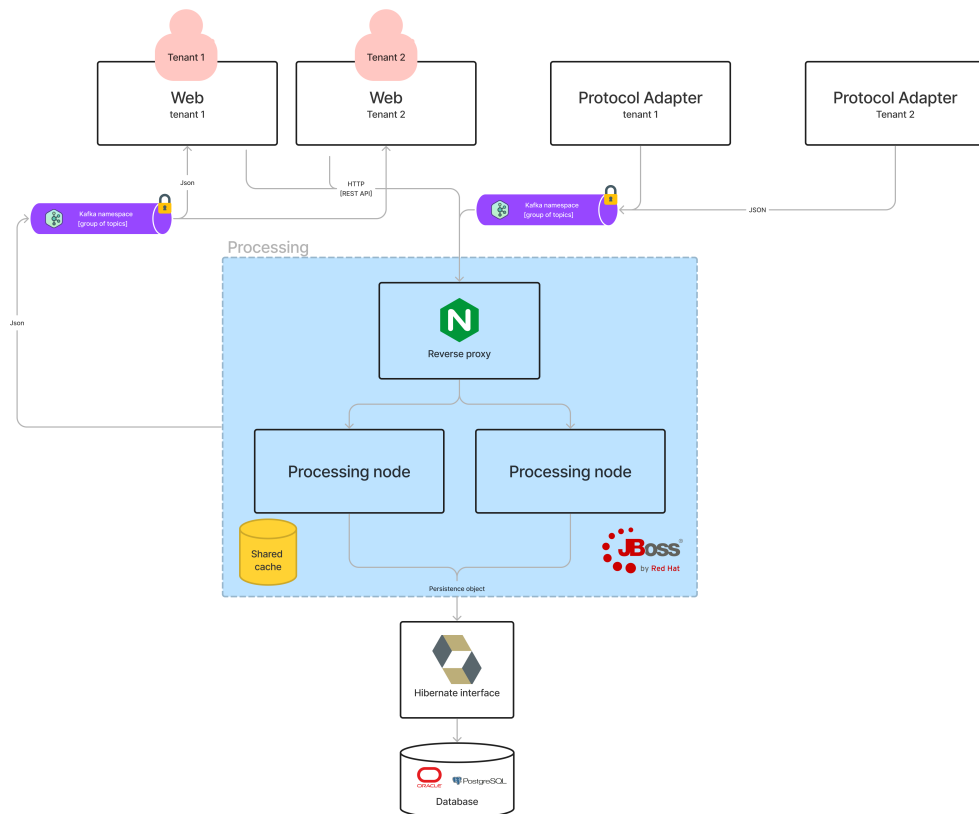 Tenant 1
Tenant 2
Web
tenant 1
Web
Tenant 2
Protocol Adapter
tenant 1
Protocol Adapter
Tenant 2
Json
HTTP
[REST API]
Kafka namespace
[group of topics]
Kafka namespace
[group of topics]
JSON
Processing
Json
Reverse proxy
Processing node
Processing node
Shared
cache
JBoss®
by Red Hat
Persistence object
Hibernate interface
ORACLE
PostgreSQL
Database